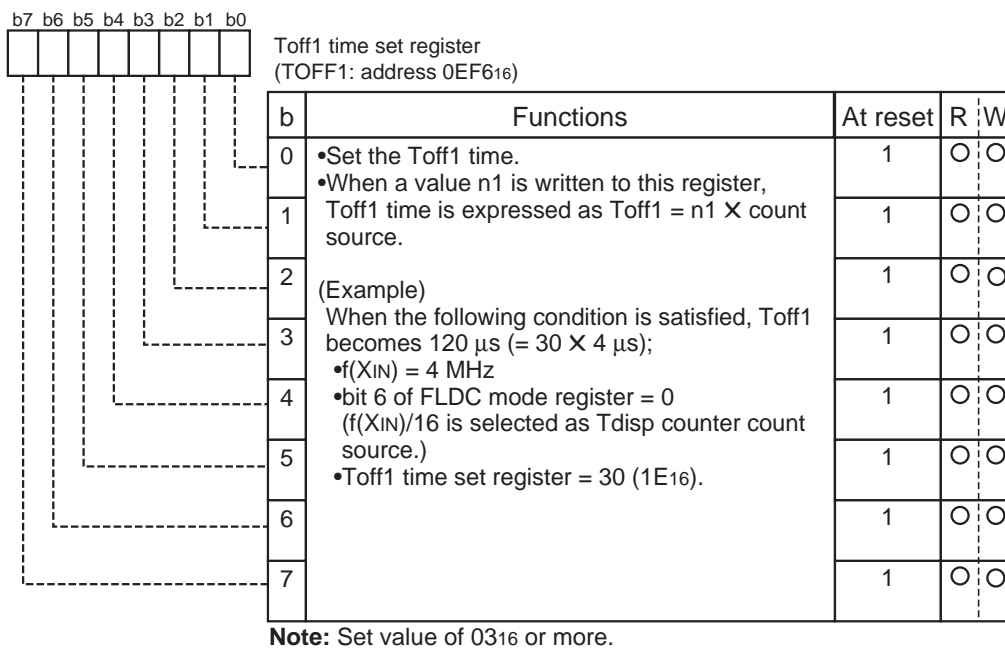 b7 b6 b5 b4 b3 b2 b1 b0
Toff1 time set register
(TOFF1: address 0EF616)
b Functions At reset R W
0 •Set the Toff1 time. 1 O O
•When a value n1 is written to this register,
1 Toff1 time is expressed as Toff1 = n1 X count 1 O O
source.
2 (Example) 1 O O
When the following condition is satisfied, Toff1
3 becomes 120 μs (= 30 X 4 μs); 1 O O
•f(XIN) = 4 MHz
4 •bit 6 of FLDC mode register = 0 1 O O
(f(XIN)/16 is selected as Tdisp counter count
5 source.) 1 O O
•Toff1 time set register = 30 (1E16).
6 1 O O
7 1 O O
Note: Set value of 0316 or more.